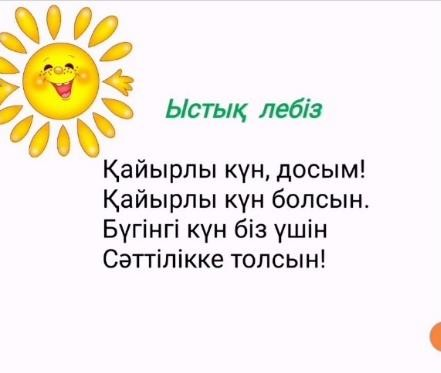 Ыстық лебіз
Қайырлы күн, досым!
Қайырлы күн болсын.
Бүгінгі күн біз үшін
Сәттілікке толсын!